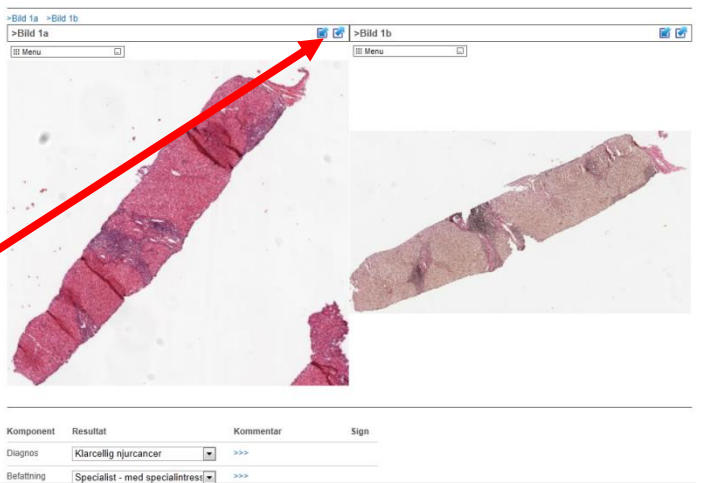 >Bild 1a >Bild 1b
>Bild 1a >Bild 1b
Menu Menu
Komponent Resultat Kommentar Sign
Diagnos Klarcellig njurcancer >>>
Befattning Specialist - med specialintress >>>